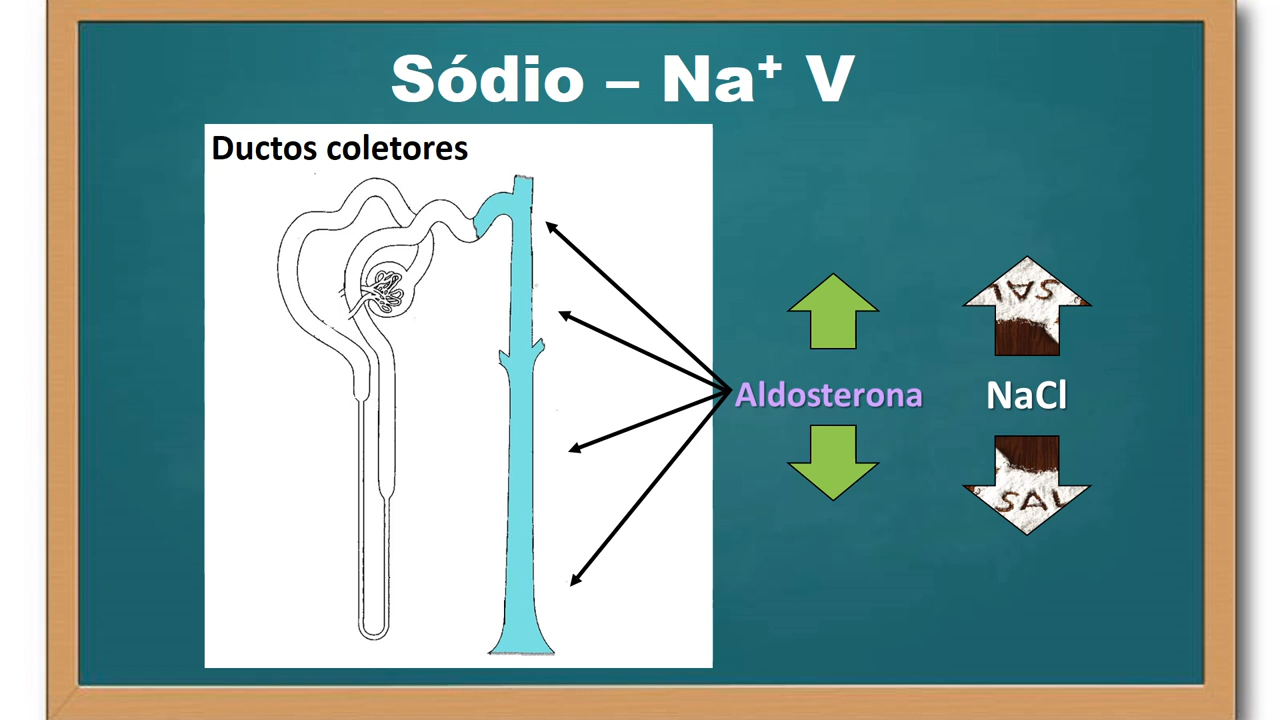 Sódio – Na⁺ V
Ductos coletores
SAL
Aldosterona
NaCl
SAL